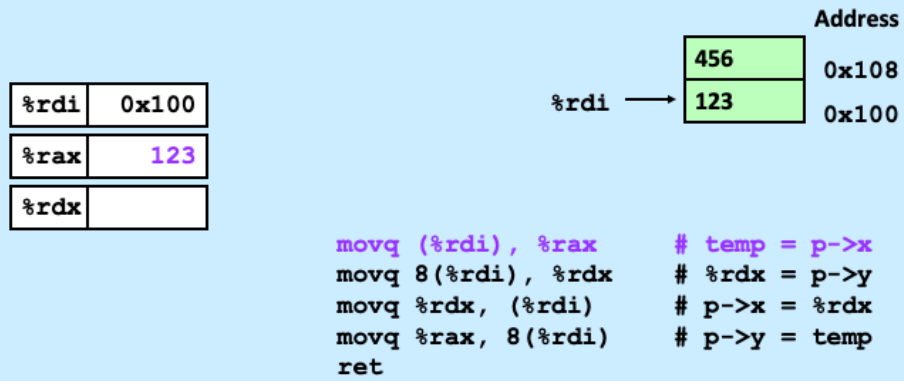 Address
456 0x108
%rdi 0x100 %rdi 123 0x100
%rax 123
%rdx
movq (%rdi), %rax # temp = p->x
movq 8(%rdi), %rdx # %rdx = p->y
movq %rdx, (%rdi) # p->x = %rdx
movq %rax, 8(%rdi) # p->y = temp
ret